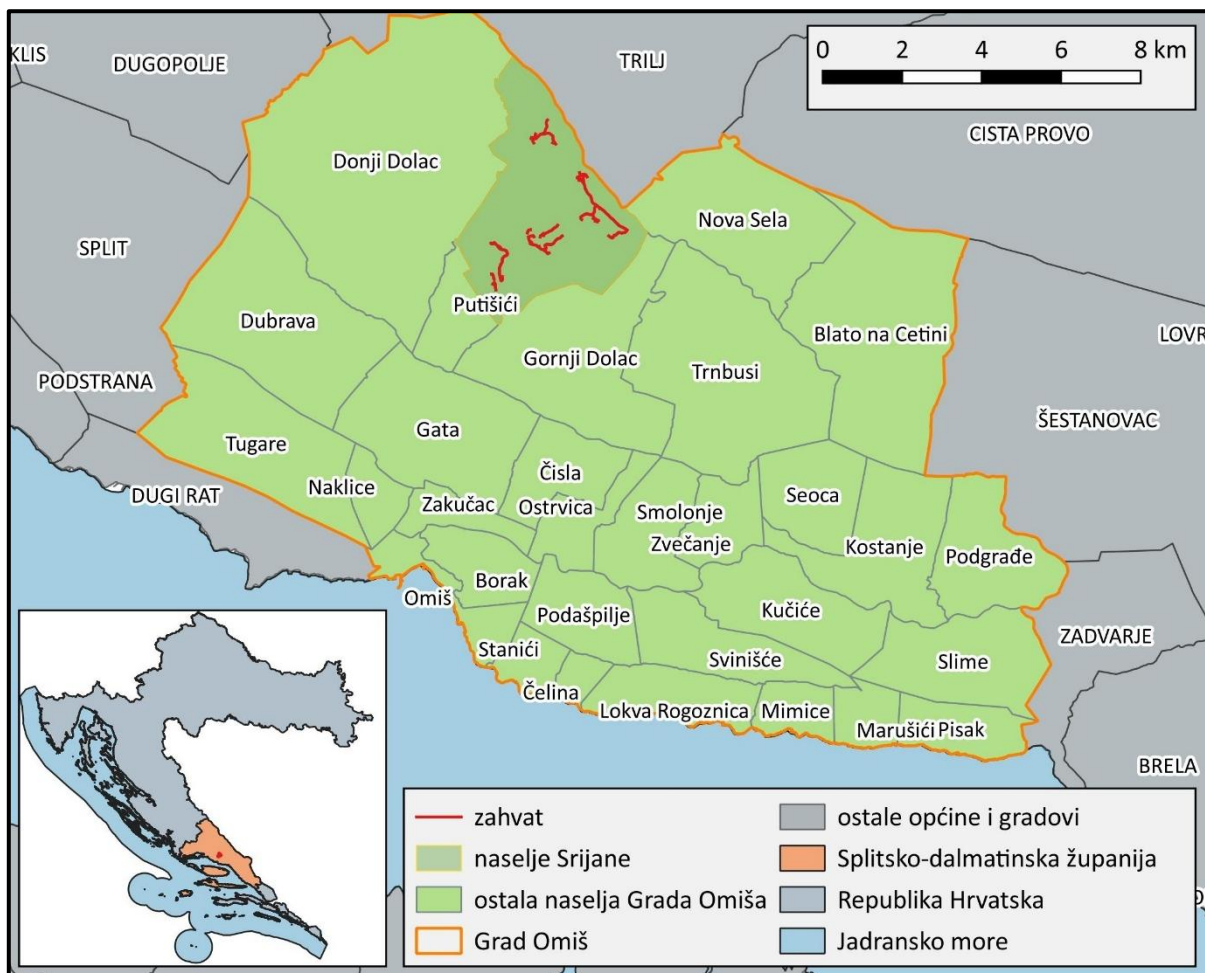 KLIS
DUGOPOLJE
TRILJ
0 2 4 6 8 km
CISTA PROVO
Donji Dolac
Nova Sela
SPLIT
Putišići
Dubrava
Blato na Cetini
LOVR
Gornji Dolac
Trnbusi
PODSTRANA
ŠESTANOVAC
Gata
Tugare
Čisla
DUGI RAT
Naklice
Seoca
Zakučac
Ostrvica
Smolonje
Zvečanje
Kostanje
Podgrađe
Borak
Omiš
Podašpilje
Kučiće
ZADVARJE
Stanići
Svinišće
Slime
Čelina
Lokva Rogoznica
Mimice
Marušići
Pisak
BRELA
zahvat
naselje Srijane
ostala naselja Grada Omiša
Grad Omiš
ostale općine i gradovi
Splitsko-dalmatinska županija
Republika Hrvatska
Jadransko more